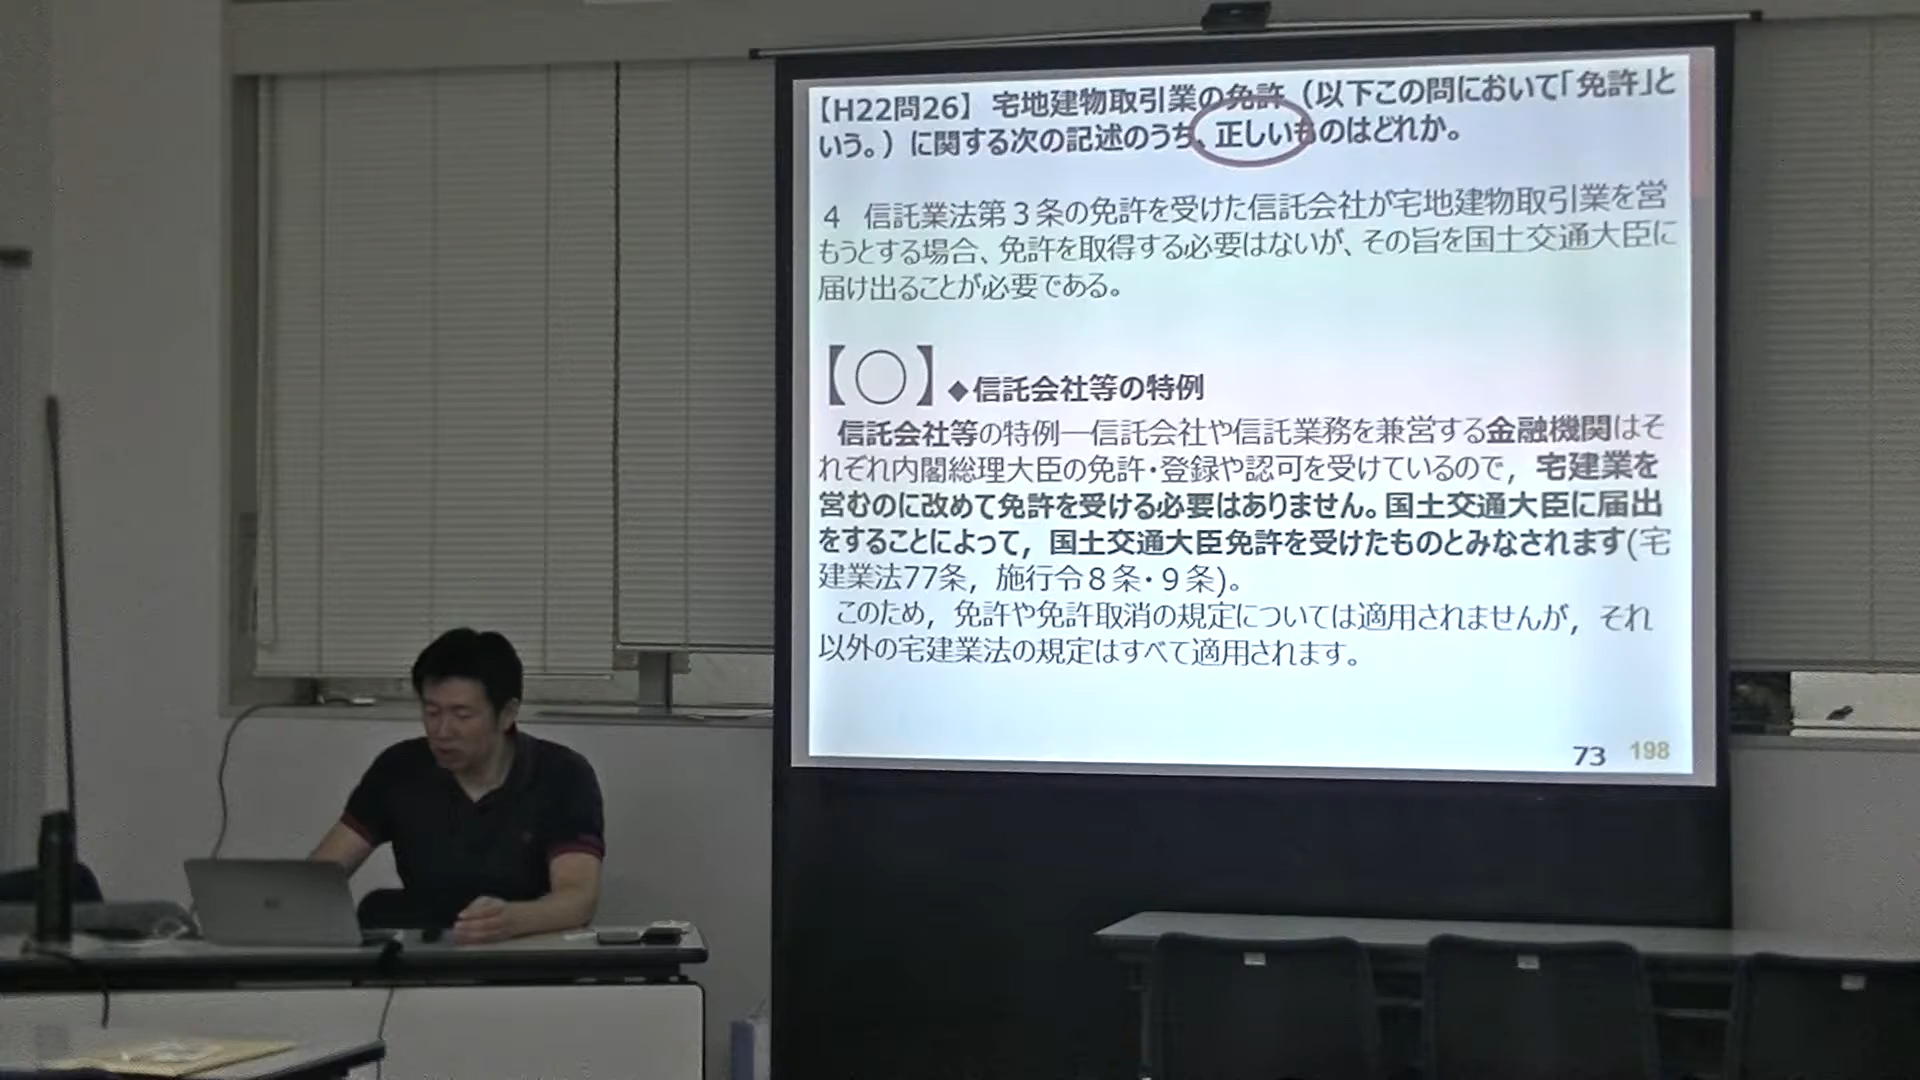 【H22問26】 宅地建物取引業の免許（以下この問において「免許」と
いう。）に関する次の記述のうち、正しいものはどれか。
４　信託業法第３条の免許を受けた信託会社が宅地建物取引業を営
もうとする場合、免許を取得する必要はないが、その旨を国土交通大臣に
届け出ることが必要である。
【○】◆信託会社等の特例
信託会社等の特例―信託会社や信託業務を兼営する金融機関はそ
れぞれ内閣総理大臣の免許・登録や認可を受けているので，宅建業を
営むのに改めて免許を受ける必要はありません。国土交通大臣に届出
をすることによって，国土交通大臣免許を受けたものとみなされます(宅
建業法77条，施行令８条・９条)。
このため，免許や免許取消の規定については適用されませんが，それ
以外の宅建業法の規定はすべて適用されます。
73 198